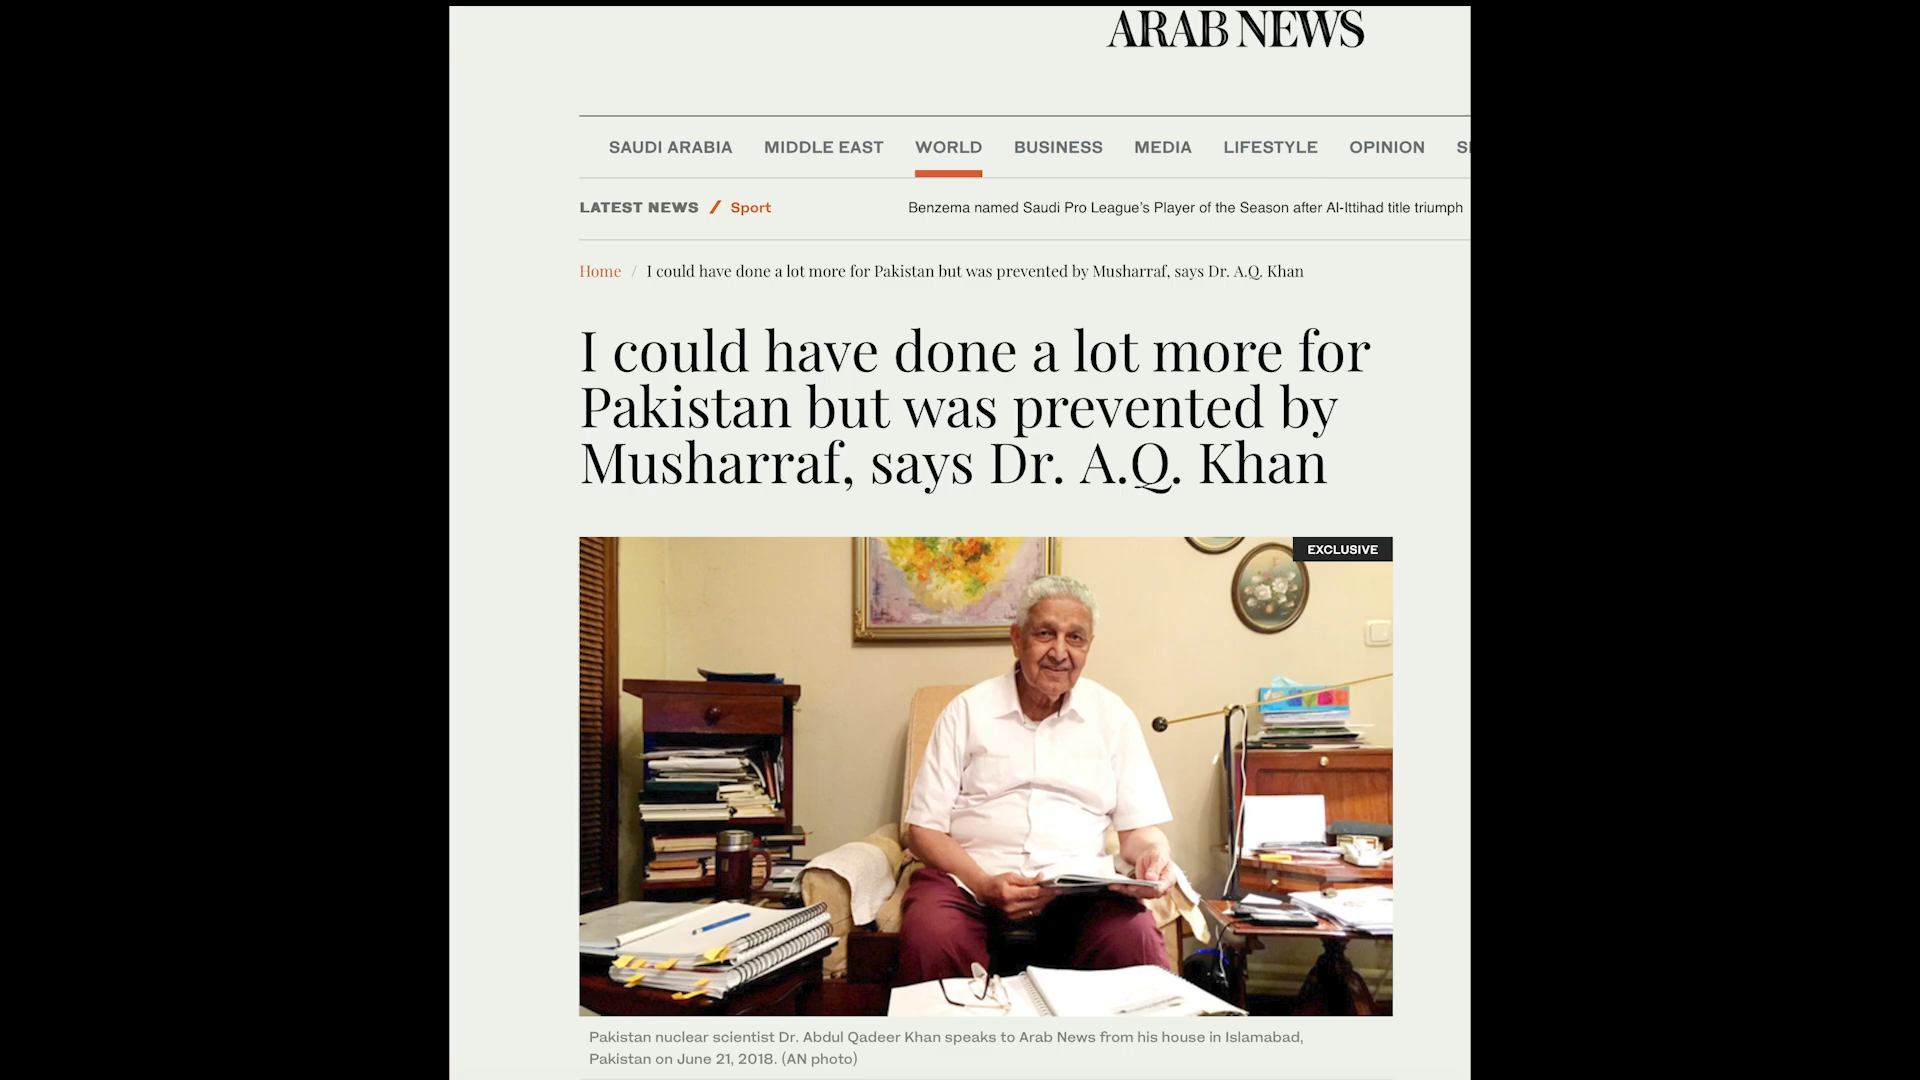 ARAB NEWS
SAUDI ARABIA MIDDLE EAST WORLD BUSINESS MEDIA LIFESTYLE OPINION
LATEST NEWS / Sport Benzema named Saudi Pro League's Player of the Season after Al-Ittihad title triumph
Home / I could have done a lot more for Pakistan but was prevented by Musharraf, says Dr. A.Q. Khan
I could have done a lot more for
Pakistan but was prevented by
Musharraf, says Dr. A.Q. Khan
EXCLUSIVE
Pakistan nuclear scientist Dr. Abdul Qadeer Khan speaks to Arab News from his house in Islamabad,
Pakistan on June 21, 2018. (AN photo)